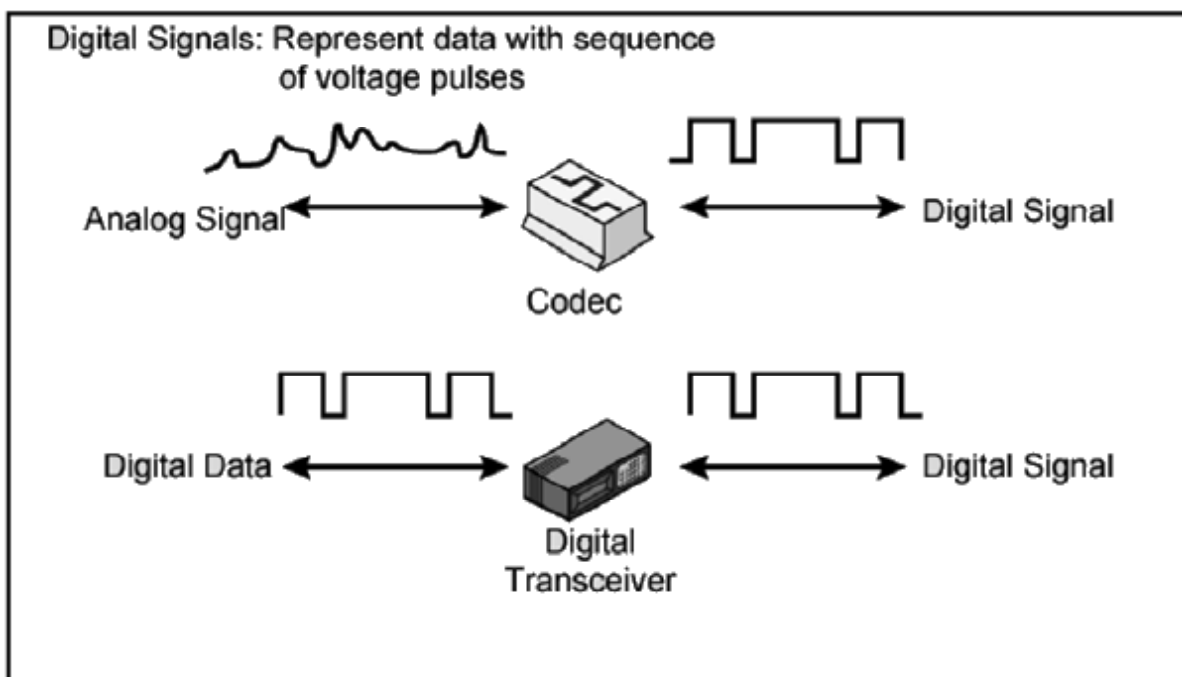 Digital Signals: Represent data with sequence
of voltage pulses
Analog Signal
Digital Signal
Codec
Digital Data
Digital Signal
Digital
Transceiver